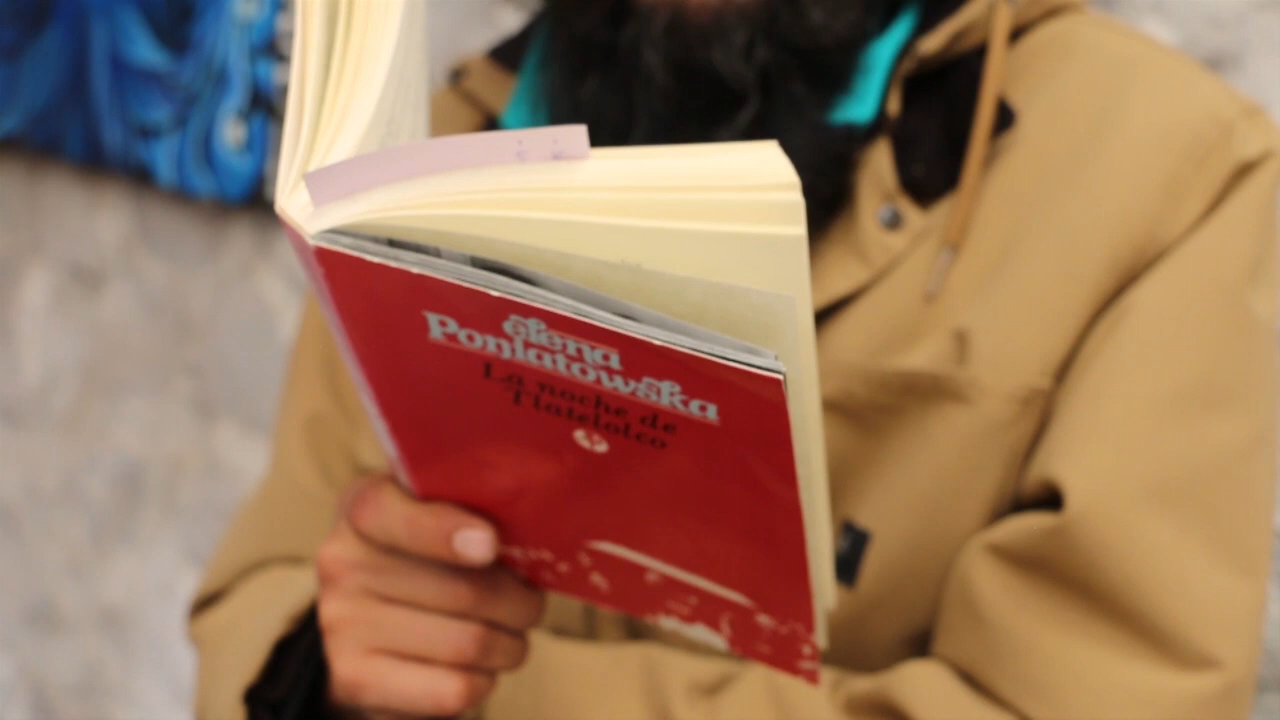 elena
Poniatowska
La noche de
Tlatelolco